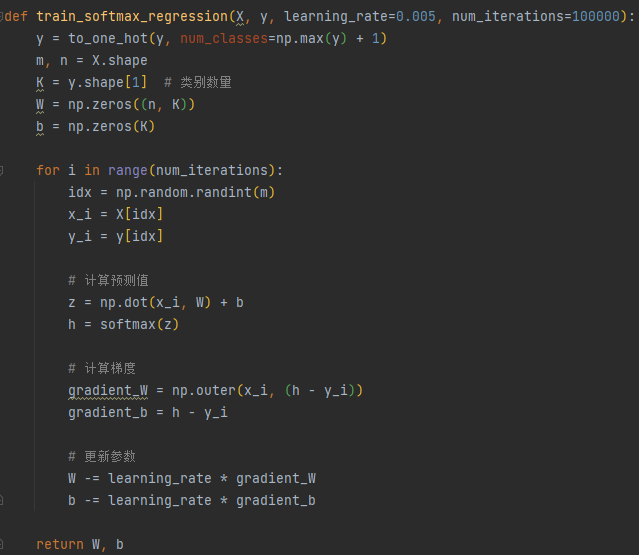 def train_softmax_regression(X, y, learning_rate=0.005, num_iterations=100000):
    y = to_one_hot(y, num_classes=np.max(y) + 1)
    m, n = X.shape
    K = y.shape[1]  # 类别数量
    W = np.zeros((n, K))
    b = np.zeros(K)

    for i in range(num_iterations):
        idx = np.random.randint(m)
        x_i = X[idx]
        y_i = y[idx]

        # 计算预测值
        z = np.dot(x_i, W) + b
        h = softmax(z)

        # 计算梯度
        gradient_W = np.outer(x_i, (h - y_i))
        gradient_b = h - y_i

        # 更新参数
        W -= learning_rate * gradient_W
        b -= learning_rate * gradient_b

    return W, b